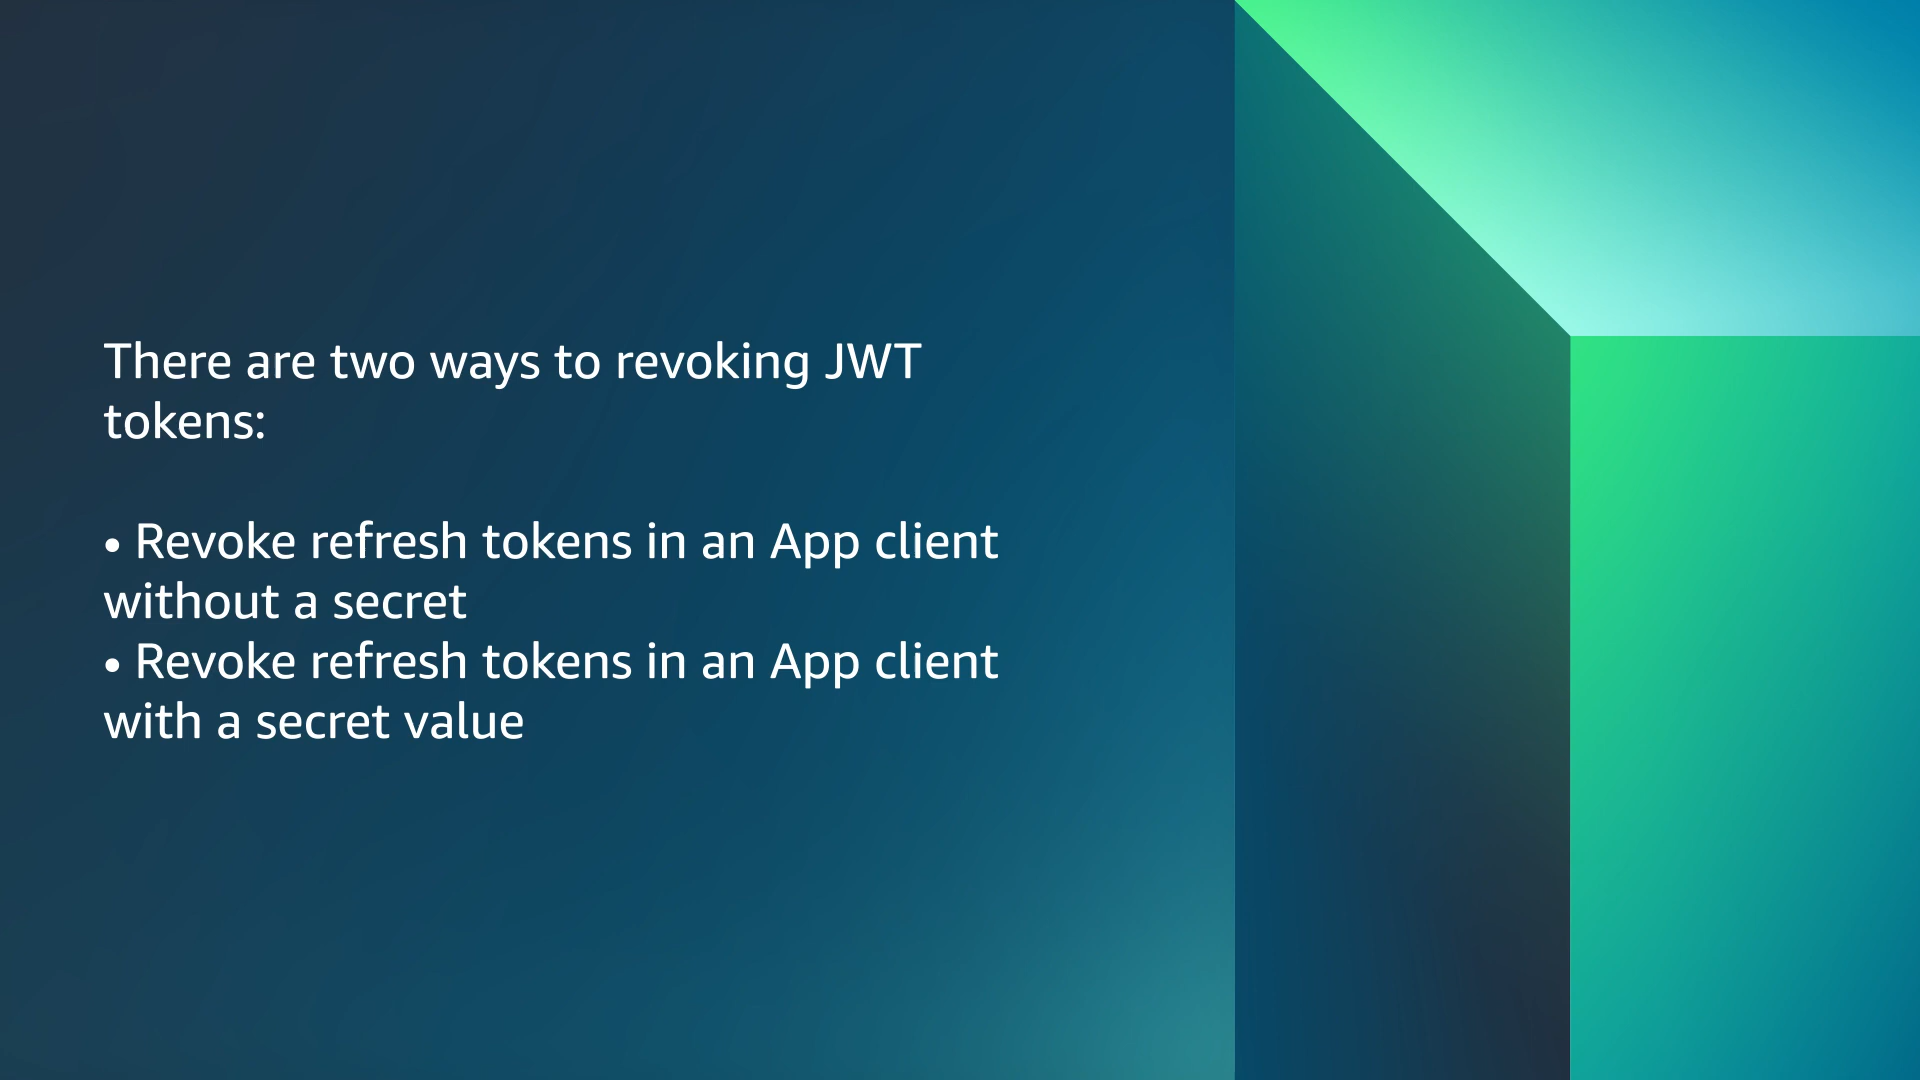 There are two ways to revoking JWT
tokens:
• Revoke refresh tokens in an App client
without a secret
• Revoke refresh tokens in an App client
with a secret value